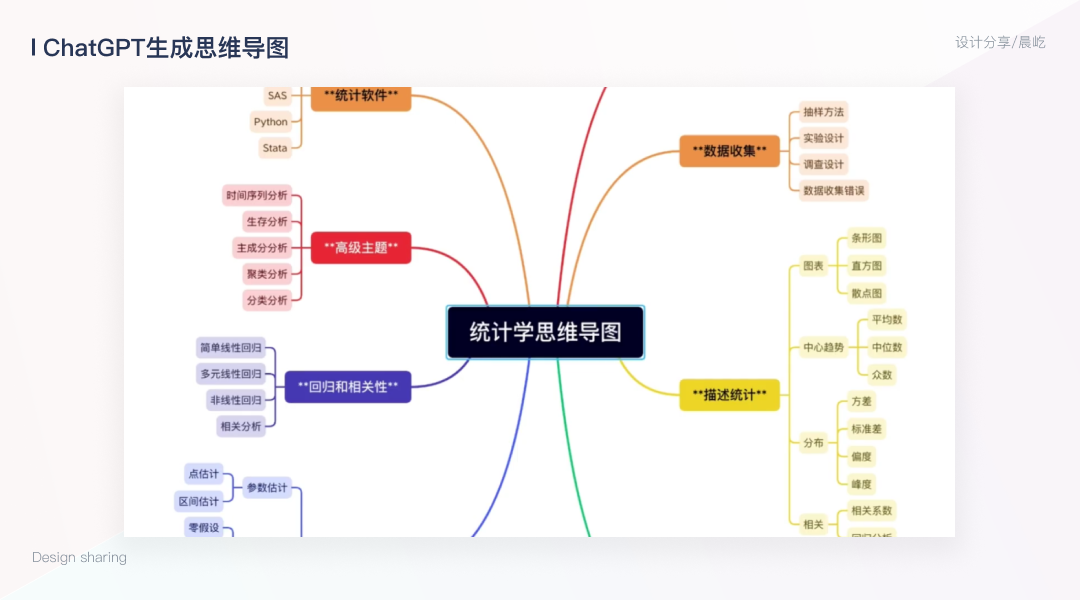 ChatGPT生成思维导图
设计分享/晨屹
SAS
Python
Stata
**统计软件**
时间序列分析
生存分析
主成分分析
聚类分析
分类分析
**高级主题**
简单线性回归
多元线性回归
非线性回归
相关分析
**回归和相关性**
点估计
区间估计
参数估计
零假设
统计学思维导图
**数据收集**
抽样方法
实验设计
调查设计
数据收集错误
**描述统计**
图表
条形图
直方图
散点图
中心趋势
平均数
中位数
众数
分布
方差
标准差
偏度
峰度
相关
相关系数
Design sharing